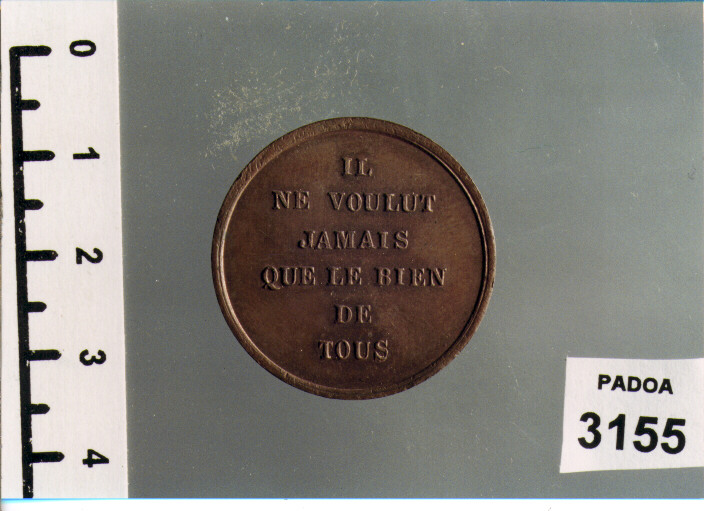 0
1
2
3
4
IL
NE VOULUT
JAMAIS
QUE LE BIEN
DE
TOUS
PADOA
3155